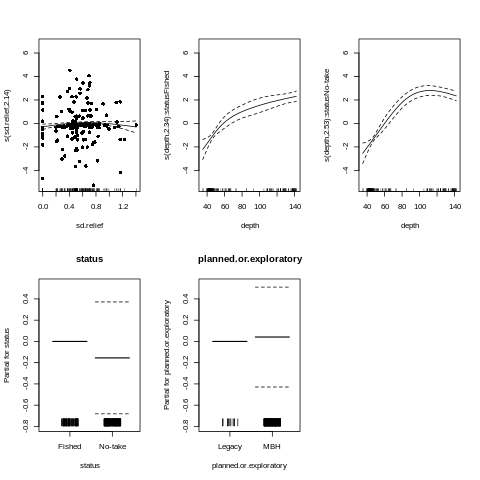 s(sd.relief,2.14)
6
4
2
0
-2
-4
0.0 0.4 0.8 1.2
sd.relief
s(depth,2.34):statusFished
6
4
2
0
-2
-4
40 60 80 100 140
depth
s(depth,2.53):statusNo-take
6
4
2
0
-2
-4
40 60 80 100 140
depth
status
Partial for status
0.4
0.2
0.0
-0.2
-0.4
-0.6
-0.8
Fished No-take
status
planned.or.exploratory
Partial for planned.or.exploratory
0.4
0.2
0.0
-0.2
-0.4
-0.6
-0.8
Legacy MBH
planned.or.exploratory